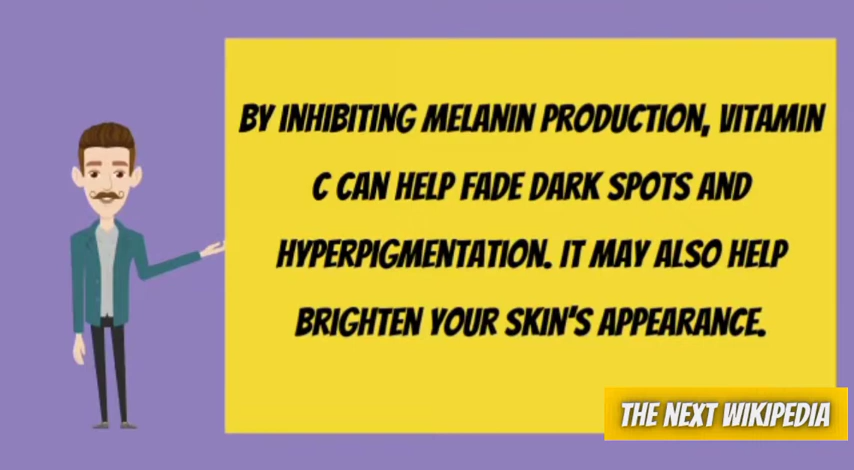 BY INHIBITING MELANIN PRODUCTION, VITAMIN
C CAN HELP FADE DARK SPOTS AND
HYPERPIGMENTATION. IT MAY ALSO HELP
BRIGHTEN YOUR SKIN'S APPEARANCE.
THE NEXT WIKIPEDIA